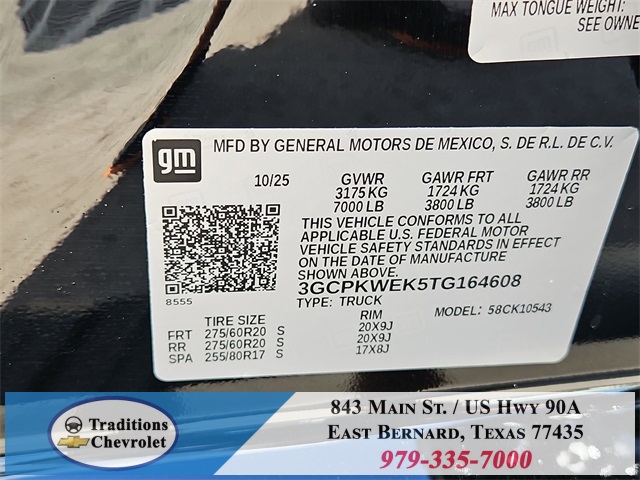 MAX TONGUE WEIGHT:
SEE OWNE
gm
MFD BY GENERAL MOTORS DE MEXICO, S. DE R.L. DE C.V.
10/25 GVWR GAWR FRT GAWR RR
3175 KG 1724 KG 1724 KG
7000 LB 3800 LB 3800 LB
THIS VEHICLE CONFORMS TO ALL
APPLICABLE U.S. FEDERAL MOTOR
VEHICLE SAFETY STANDARDS IN EFFECT
ON THE DATE OF MANUFACTURE
SHOWN ABOVE.
3GCPKWEK5TG164608
8555
TYPE: TRUCK MODEL: 58CK10543
TIRE SIZE RIM
FRT 275/60R20 S 20X9J
RR 275/60R20 S 20X9J
SPA 255/80R17 S 17X8J
Traditions
Chevrolet
843 Main St. / US Hwy 90A
East Bernard, Texas 77435
979-335-7000